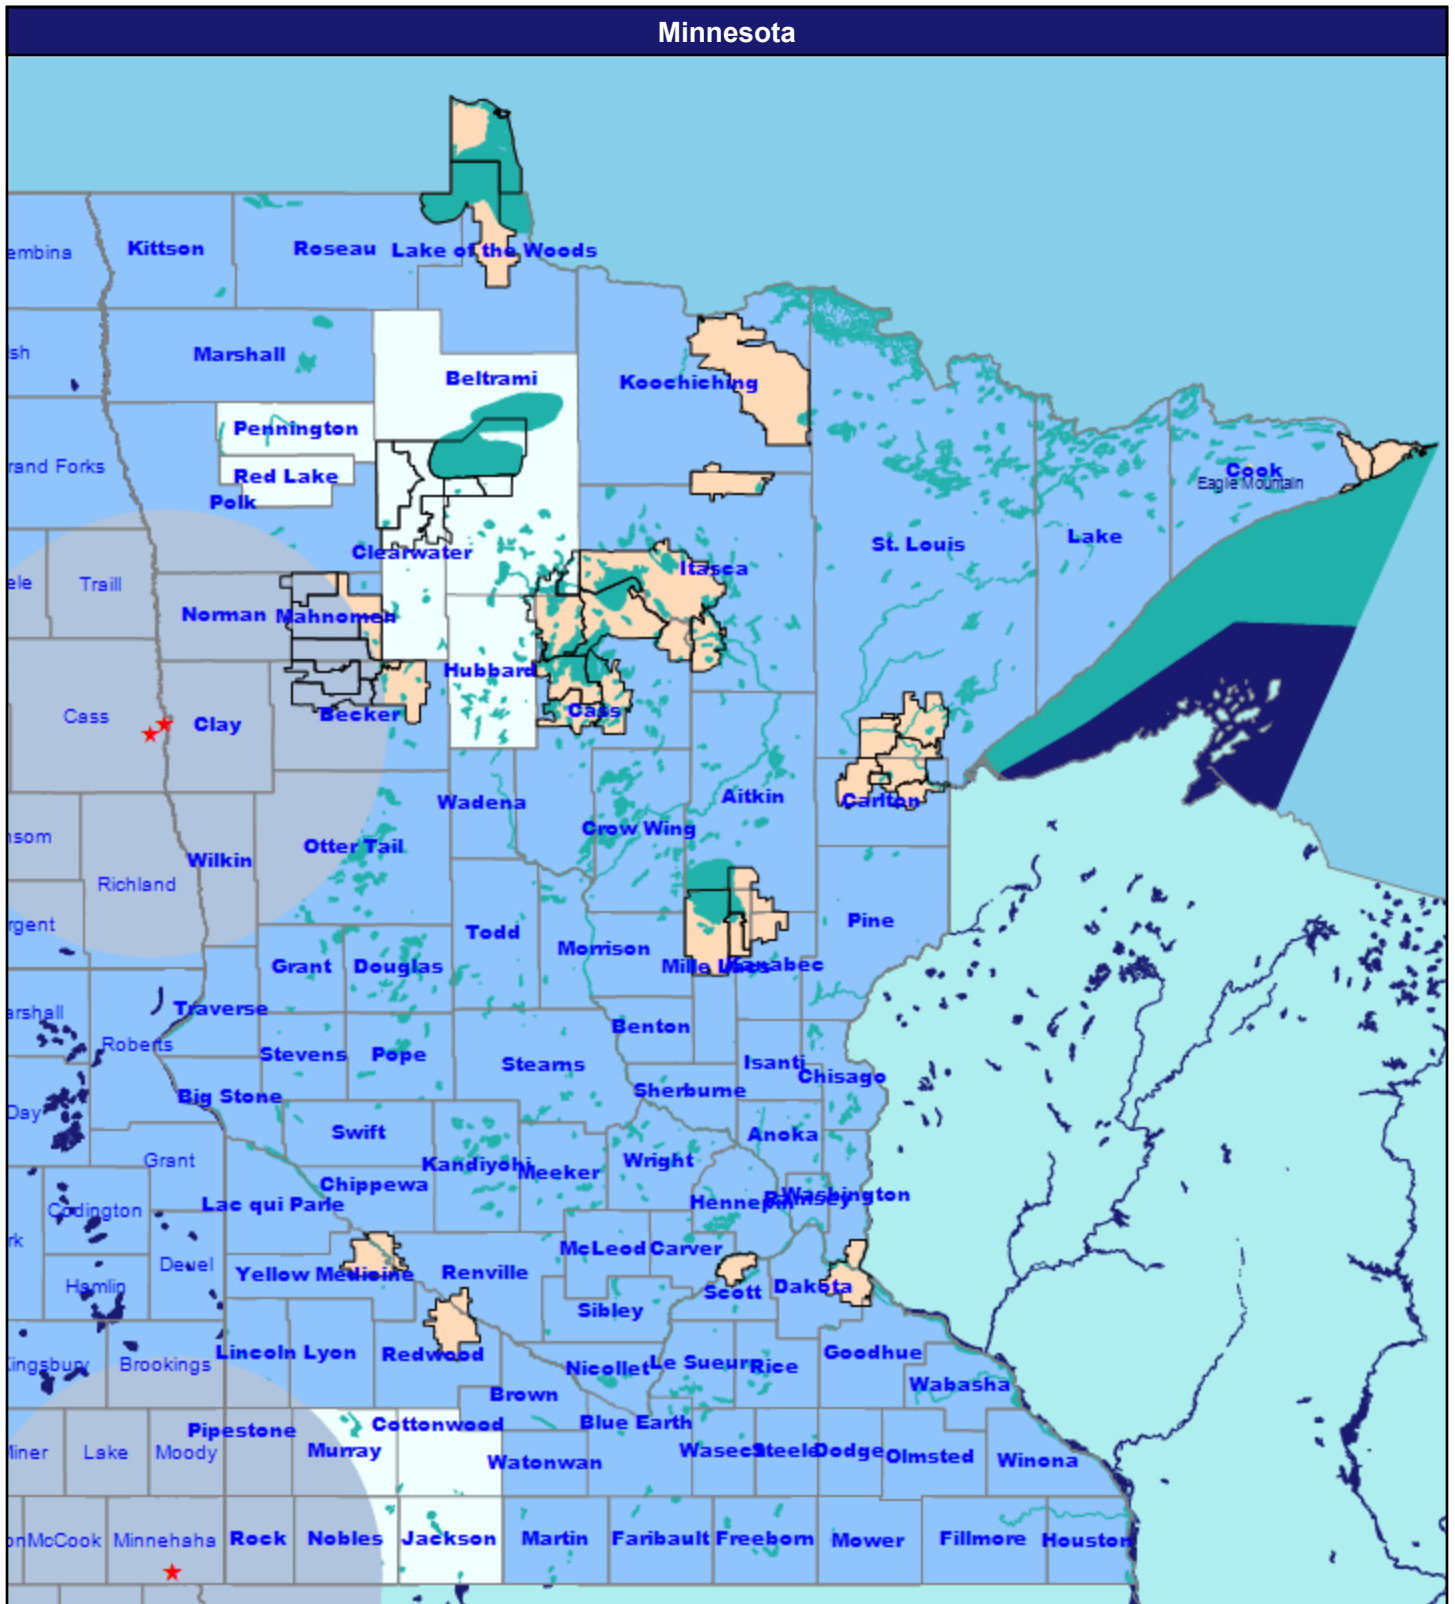 Minnesota
embina
Kittson
Roseau
Lake of the Woods
sh
Marshall
Beltrami
Koochiching
Pennington
rand Forks
Red Lake
Polk
Cook
Eagle Mountain
Clearwater
St. Louis
Lake
ele
Traill
Itasca
Norman
Mahnomen
Hubbard
Cass
Clay
Becker
Cass
Wadena
Aitkin
Carlton
Crow Wing
nsom
Otter Tail
Wilkin
Richland
rgent
Todd
Morrison
Pine
Grant
Douglas
Mille Lacs
Kanabec
arshall
Traverse
Roberts
Benton
Stevens
Pope
Stearns
Isanti
Chisago
Day
Big Stone
Sherburne
Swift
Anoka
Grant
Kandiyohi
Meeker
Wright
Chippewa
Codington
Lac qui Parle
Hennepin
Ramsey
Washington
rk
McLeod
Carver
Deuel
Hamlin
Yellow Medicine
Renville
Scott
Dakota
Sibley
Kingsbury
Brookings
Lincoln
Lyon
Redwood
Nicollet
Le Sueur
Rice
Goodhue
Brown
Wabasha
Pipestone
Cottonwood
Blue Earth
Miner
Lake
Moody
Murray
Watonwan
Waseca
Steele
Dodge
Olmsted
Winona
on
McCook
Minnehaha
Rock
Nobles
Jackson
Martin
Faribault
Freeborn
Mower
Fillmore
Houston